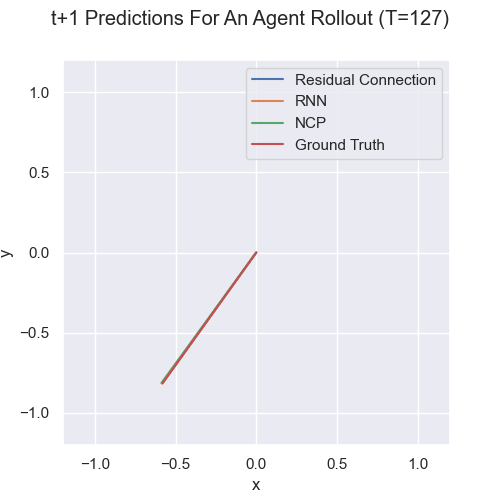 t+1 Predictions For An Agent Rollout (T=127)
Residual Connection
RNN
NCP
Ground Truth
1.0
0.5
0.0
−0.5
−1.0
y
−1.0 −0.5 0.0 0.5 1.0
x